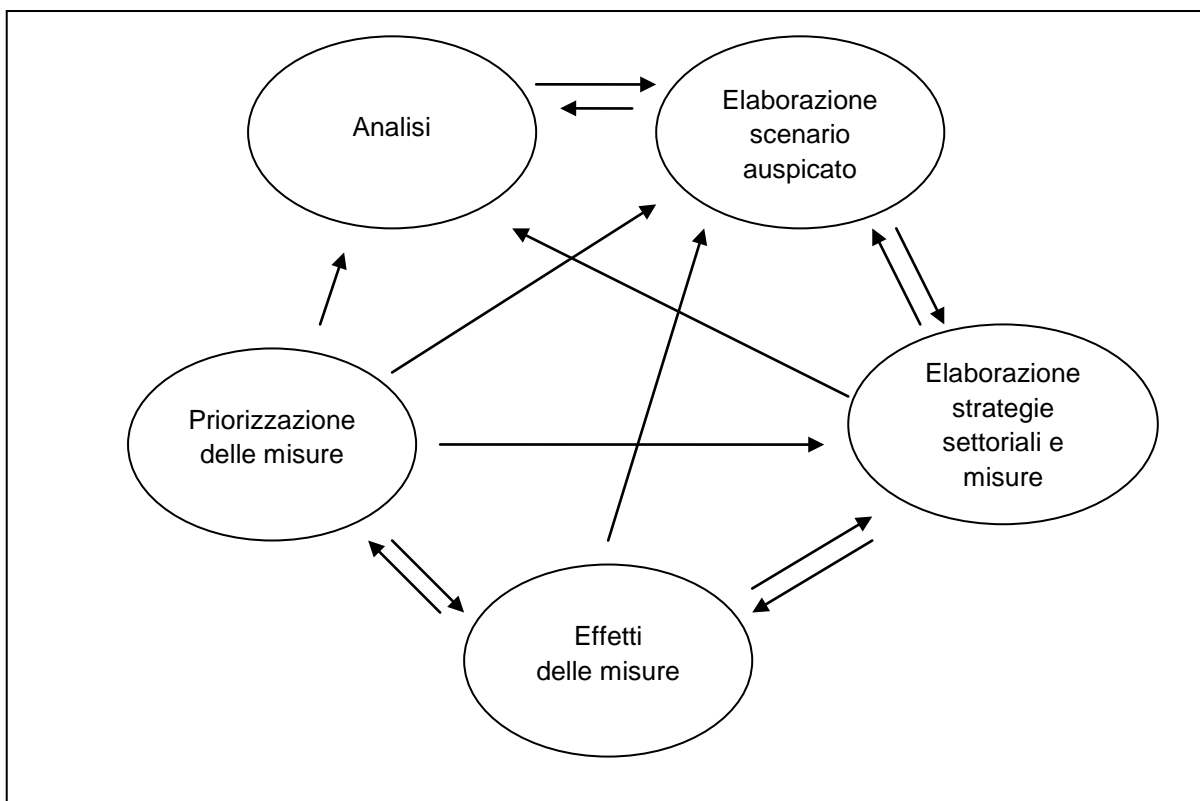 Analisi
Elaborazione
scenario
auspicato
Elaborazione
strategie
settoriali e
misure
Priorizzazione
delle misure
Effetti
delle misure